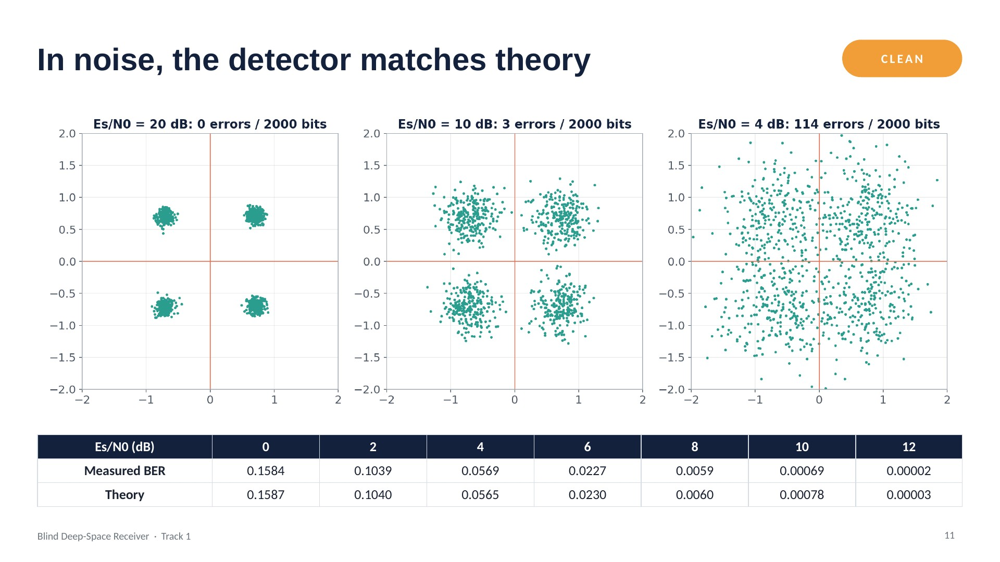 In noise, the detector matches theory
CLEAN
Es/N0 = 20 dB: 0 errors / 2000 bits
2.0
1.5
1.0
0.5
0.0
−0.5
−1.0
−1.5
−2.0
−2 −1 0 1 2
Es/N0 = 10 dB: 3 errors / 2000 bits
2.0
1.5
1.0
0.5
0.0
−0.5
−1.0
−1.5
−2.0
−2 −1 0 1 2
Es/N0 = 4 dB: 114 errors / 2000 bits
2.0
1.5
1.0
0.5
0.0
−0.5
−1.0
−1.5
−2.0
−2 −1 0 1 2
Es/N0 (dB) 0 2 4 6 8 10 12
Measured BER 0.1584 0.1039 0.0569 0.0227 0.0059 0.00069 0.00002
Theory 0.1587 0.1040 0.0565 0.0230 0.0060 0.00078 0.00003
Blind Deep-Space Receiver · Track 1
11